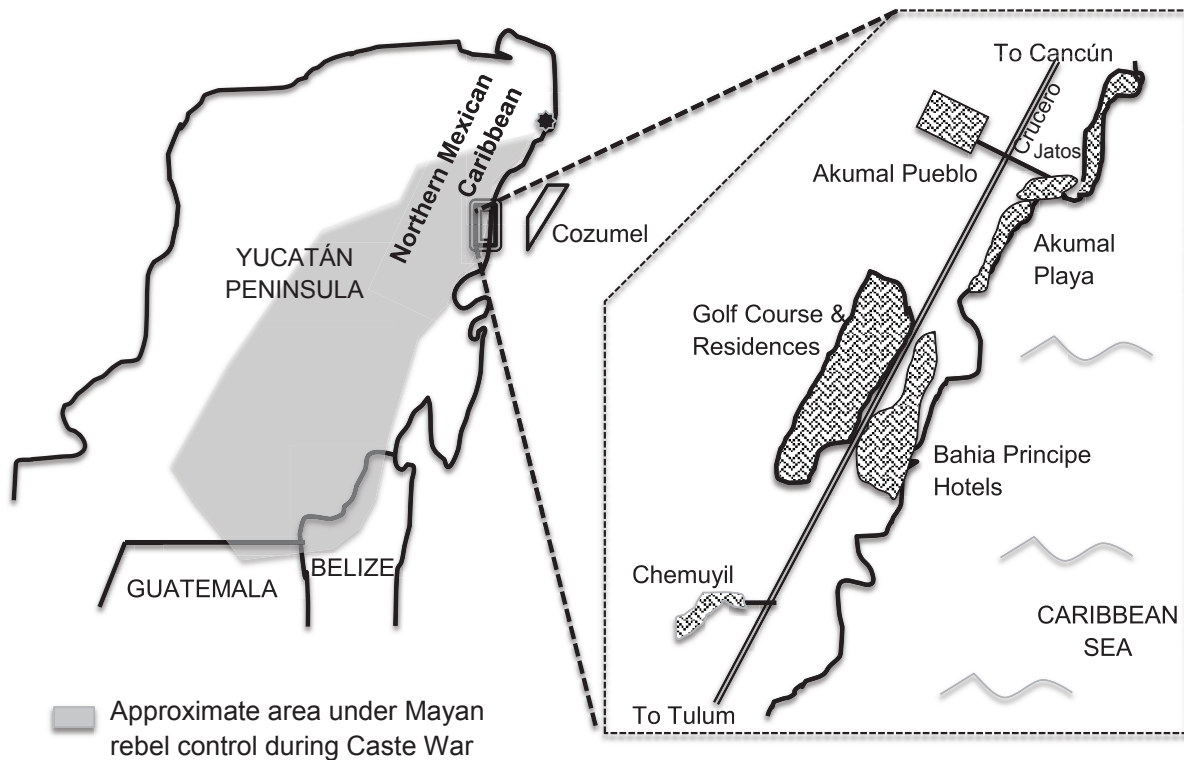 Northern Mexican
Caribbean
YUCATÁN
PENINSULA
Cozumel
GUATEMALA
BELIZE
Approximate area under Mayan
rebel control during Caste War
To Cancún
Crucero
Jatos
Akumal Pueblo
Akumal
Playa
Golf Course &
Residences
Bahia Principe
Hotels
Chemuyil
CARIBBEAN
SEA
To Tulum